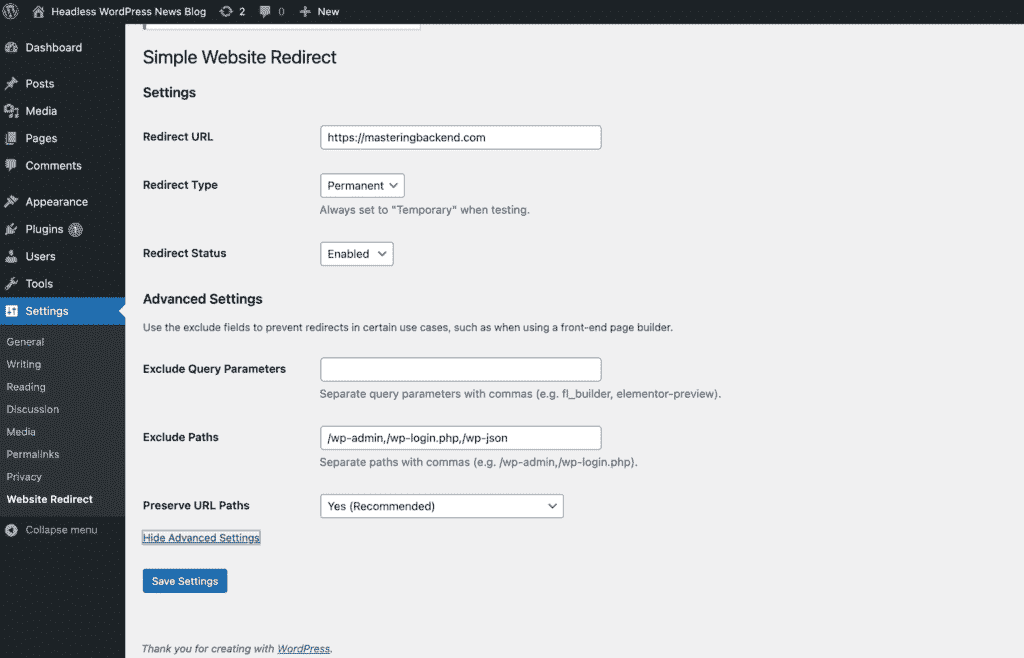 Headless WordPress News Blog 2 0 New
Dashboard
Posts
Media
Pages
Comments
Appearance
Plugins
Users
Tools
Settings
General
Writing
Reading
Discussion
Media
Permalinks
Privacy
Website Redirect
Collapse menu
Simple Website Redirect
Settings
Redirect URL
https://masteringbackend.com
Redirect Type
Permanent
Always set to "Temporary" when testing.
Redirect Status
Enabled
Advanced Settings
Use the exclude fields to prevent redirects in certain use cases, such as when using a front-end page builder.
Exclude Query Parameters
Separate query parameters with commas (e.g. fl_builder, elementor-preview).
Exclude Paths
/wp-admin,/wp-login.php,/wp-json
Separate paths with commas (e.g. /wp-admin,/wp-login.php).
Preserve URL Paths
Yes (Recommended)
Hide Advanced Settings
Save Settings
Thank you for creating with WordPress.